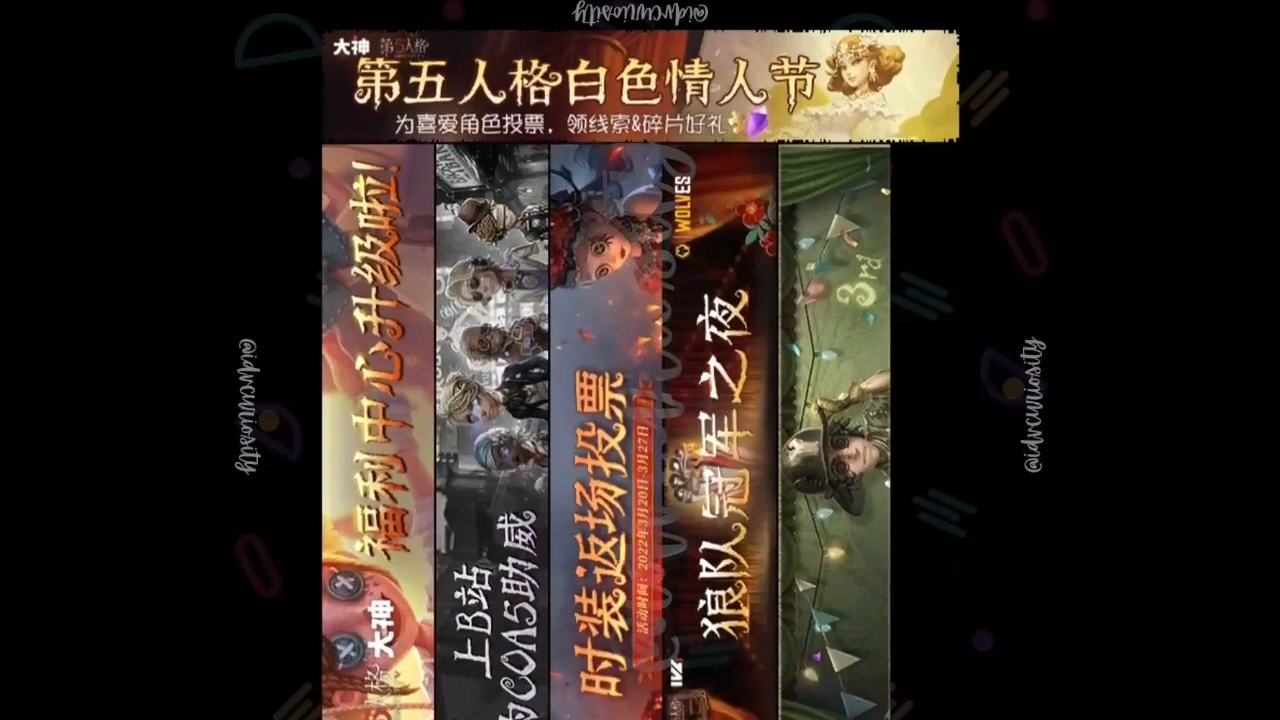 @idvcuriosity
大神 第5人格
第五人格白色情人节
为喜爱角色投票，领线索&碎片好礼
福利中心升级啦!
大神
人格
上B站
为COA5助威
时装返场投票
活动时间：2022年3月20日-3月27日
WOLVES
狼队冠军之夜
IVL
3rd
@idvcuriosity
@idvcuriosity